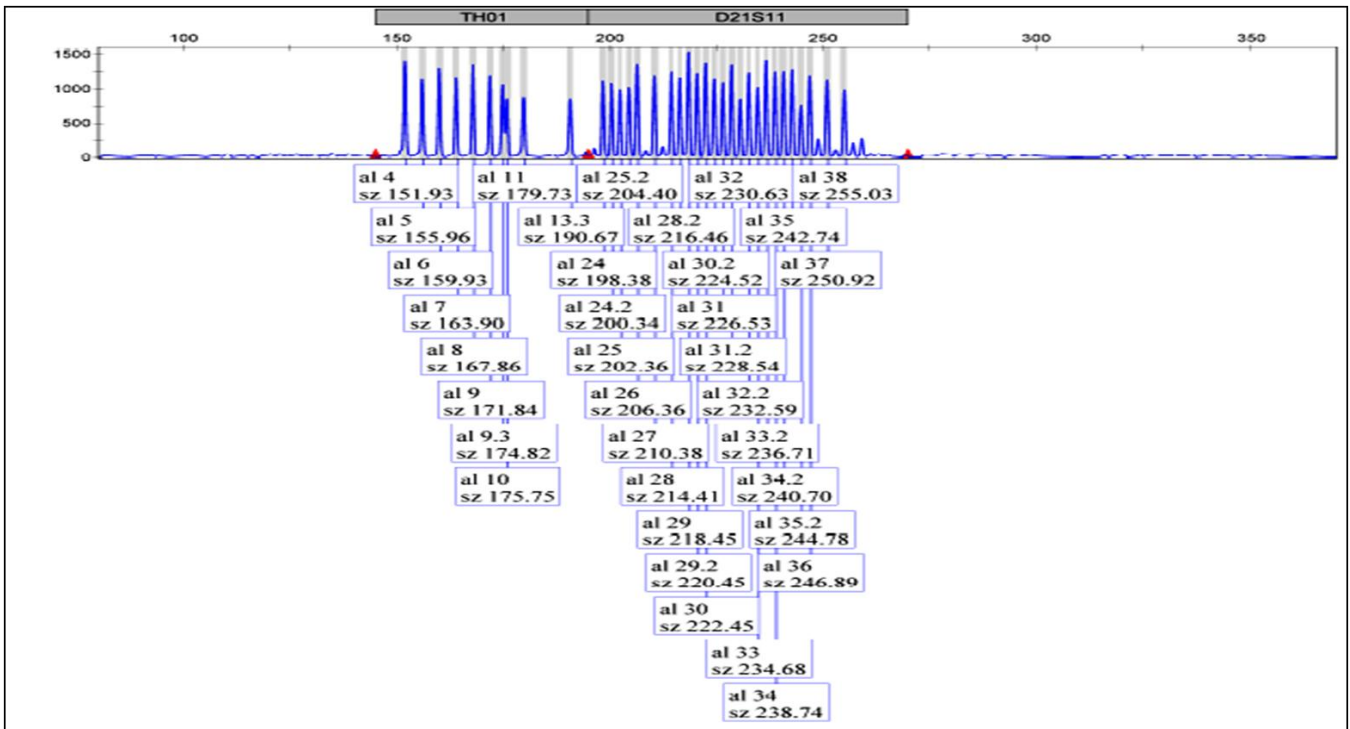 TH01 D21S11
100 150 200 250 300 350
1500
1000
500
0
al 4
sz 151.93
al 11
sz 179.73
al 25.2
sz 204.40
al 32
sz 230.63
al 38
sz 255.03
al 5
sz 155.96
al 13.3
sz 190.67
al 28.2
sz 216.46
al 35
sz 242.74
al 6
sz 159.93
al 24
sz 198.38
al 30.2
sz 224.52
al 37
sz 250.92
al 7
sz 163.90
al 24.2
sz 200.34
al 31
sz 226.53
al 8
sz 167.86
al 25
sz 202.36
al 31.2
sz 228.54
al 9
sz 171.84
al 26
sz 206.36
al 32.2
sz 232.59
al 9.3
sz 174.82
al 27
sz 210.38
al 33.2
sz 236.71
al 10
sz 175.75
al 28
sz 214.41
al 34.2
sz 240.70
al 29
sz 218.45
al 35.2
sz 244.78
al 29.2
sz 220.45
al 36
sz 246.89
al 30
sz 222.45
al 33
sz 234.68
al 34
sz 238.74